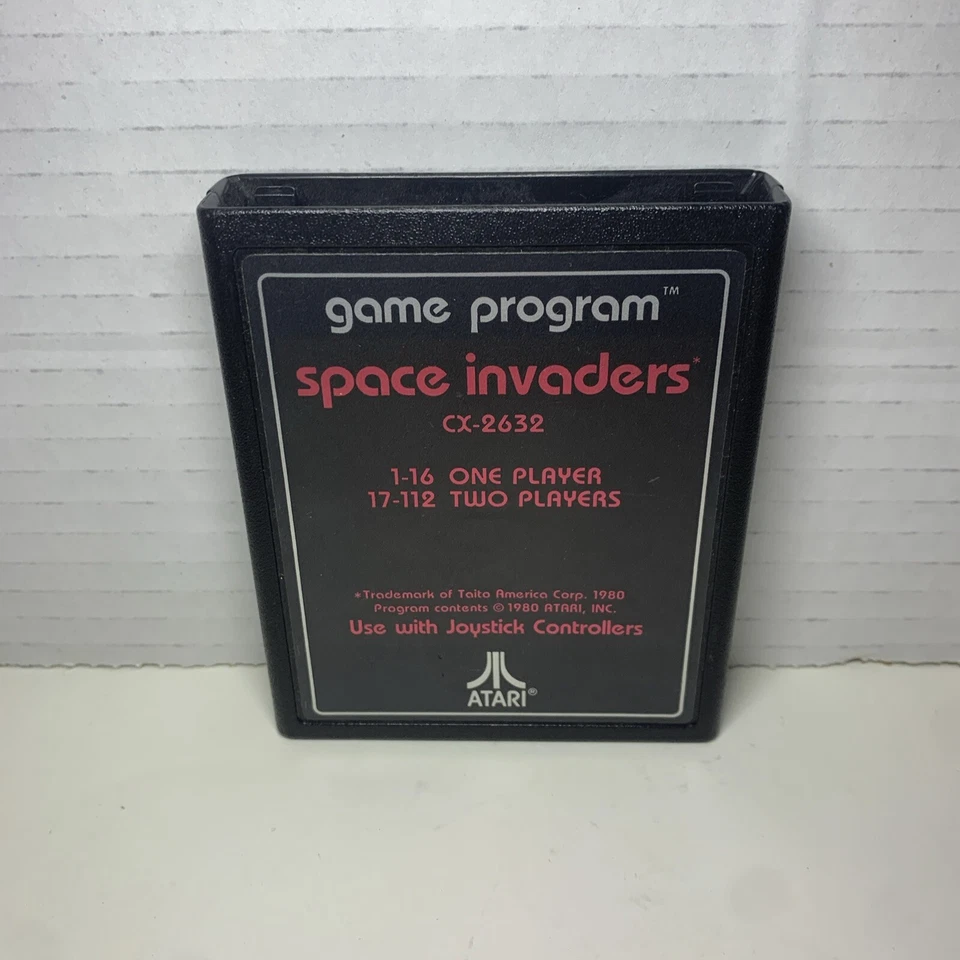 game program™
space invaders*
CX-2632
1-16 ONE PLAYER
17-112 TWO PLAYERS
*Trademark of Taito America Corp. 1980
Program contents © 1980 ATARI, INC.
Use with Joystick Controllers
ATARI®